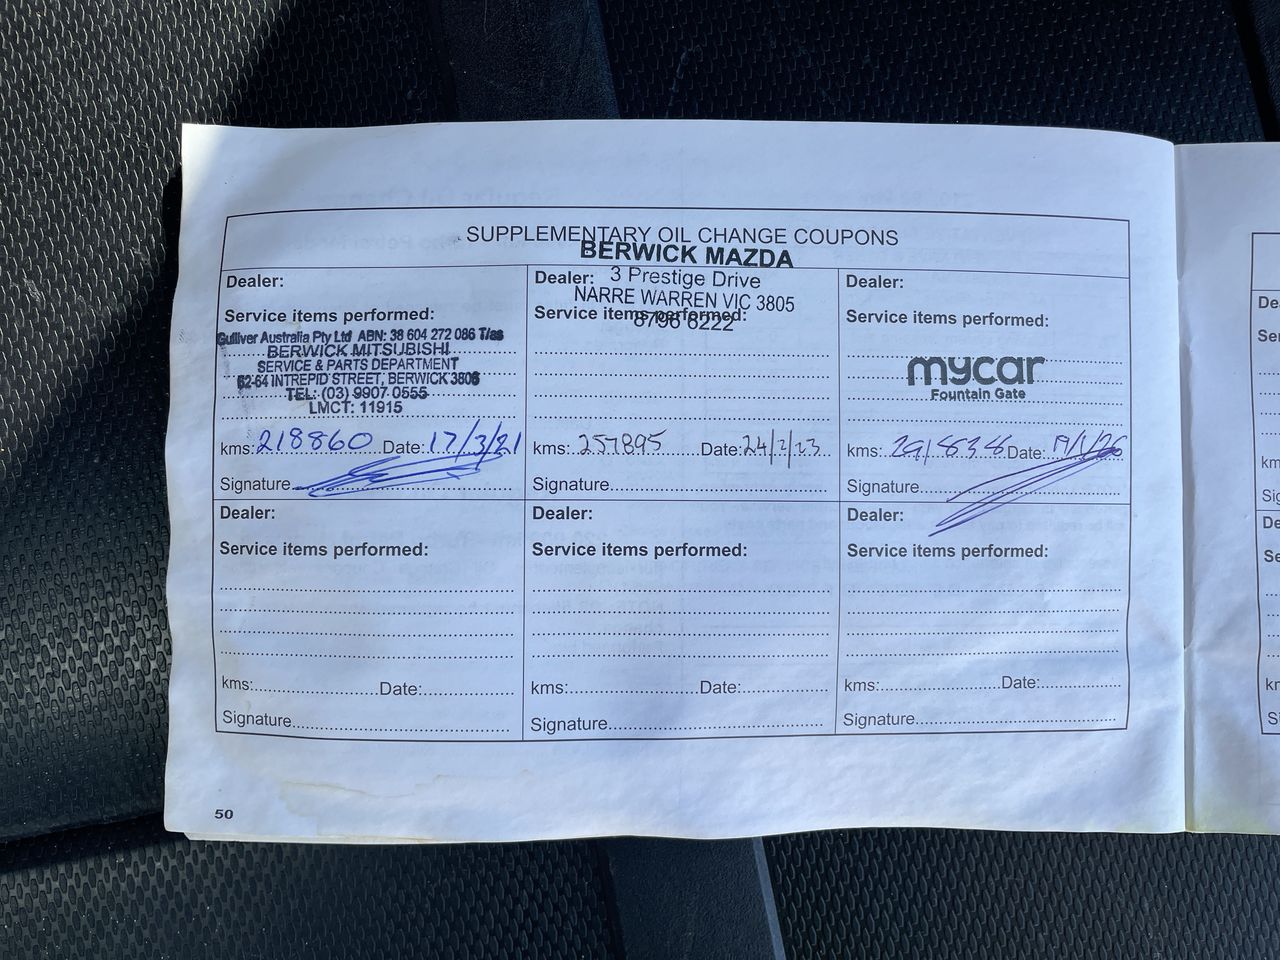 SUPPLEMENTARY OIL CHANGE COUPONS
BERWICK MAZDA
Dealer:
Service items performed:
Gulliver Australia Pty Ltd ABN: 38 604 272 086 T/as
BERWICK MITSUBISHI
SERVICE & PARTS DEPARTMENT
62-64 INTREPID STREET, BERWICK 3806
TEL: (03) 9907 0555
LMCT: 11915
kms: 218860 Date: 17/3/21
Signature
Dealer: 3 Prestige Drive
NARRE WARREN VIC 3805
Service items performed:
8796 6222
kms: 257895 Date: 24/2/23
Signature
Dealer:
Service items performed:
mycar
Fountain Gate
kms: Date:
Signature
Dealer:
Service items performed:
kms: Date:
Signature
Dealer:
Service items performed:
kms: Date:
Signature
Dealer:
Service items performed:
kms: Date:
Signature
50